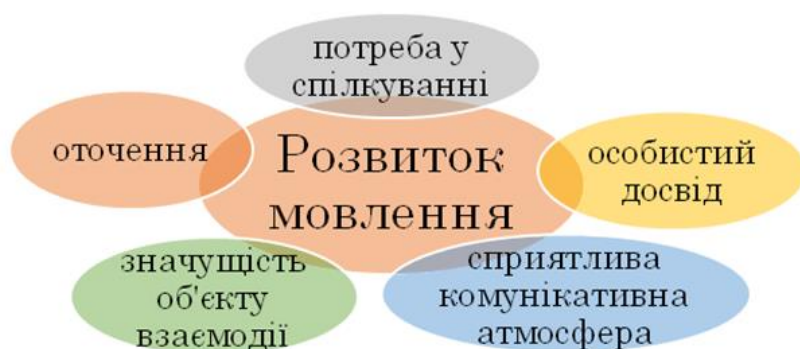 потреба у
спілкуванні
оточення
Розвиток
мовлення
особистий
досвід
значущість
об'єкту
взаємодії
сприятлива
комунікативна
атмосфера